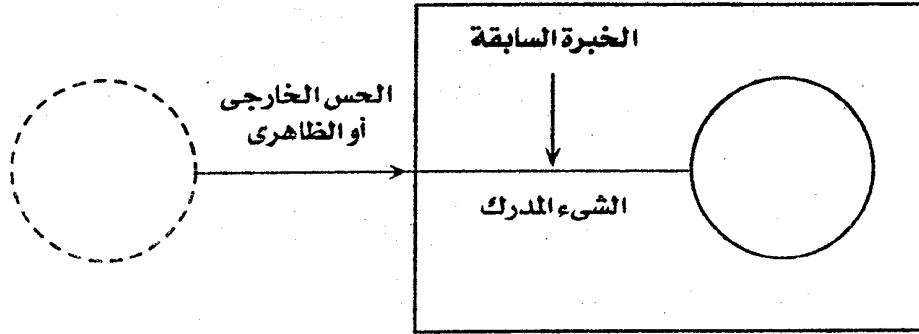 الخبرة السابقة
الحس الخارجى
أو الظاهرى
الشىء المدرك